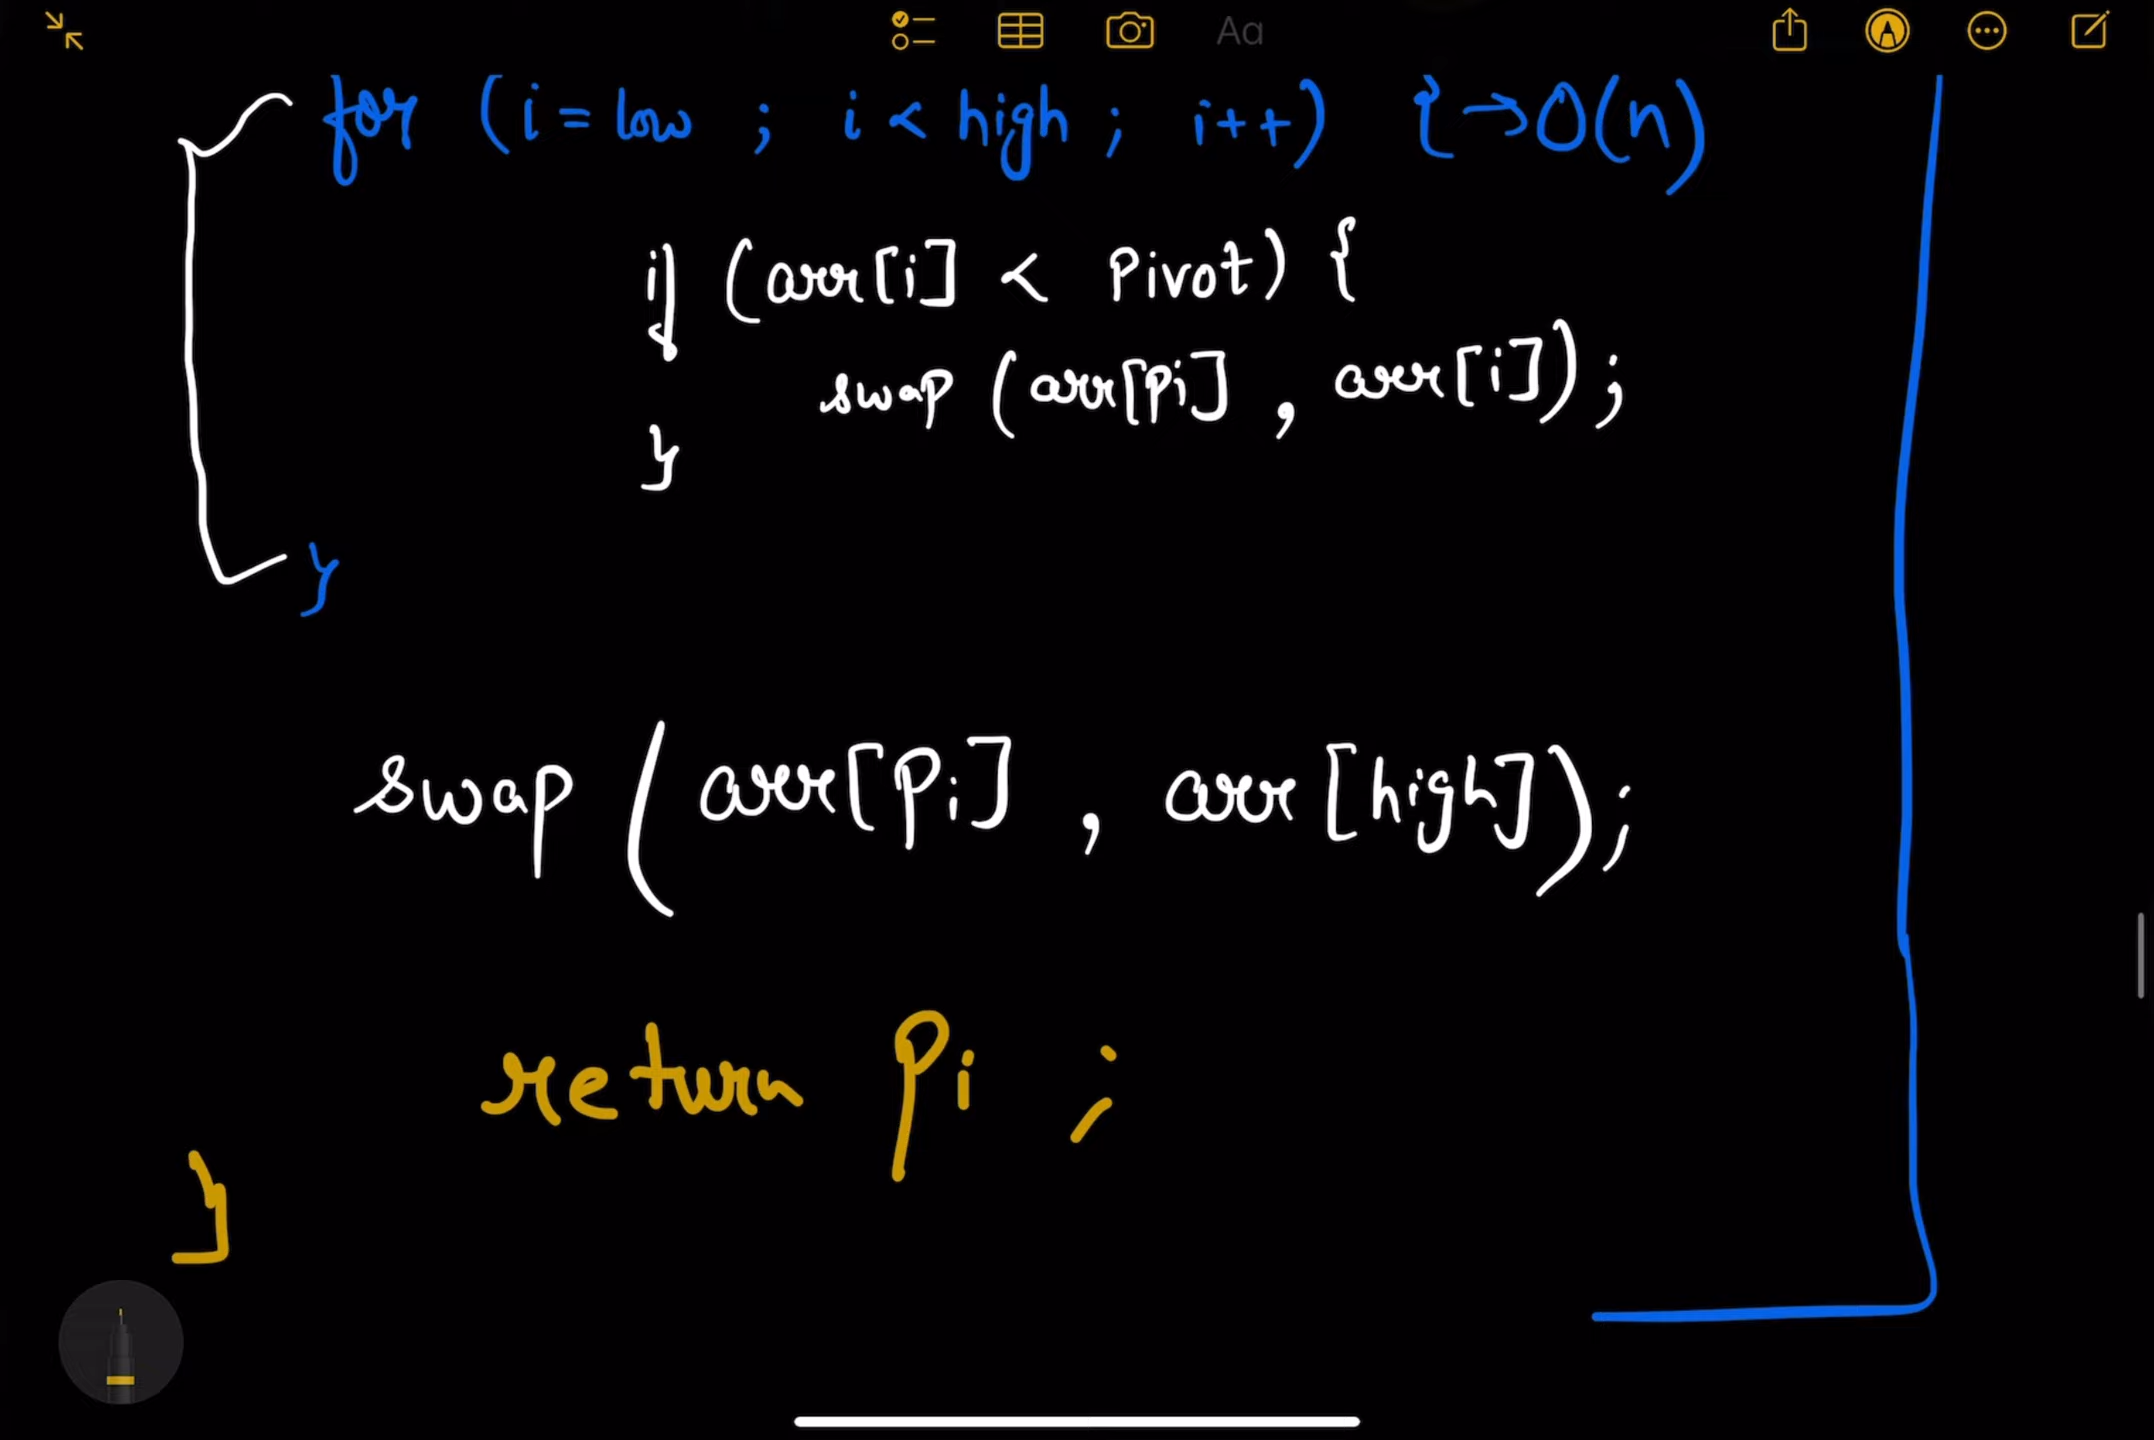 Aa
for (i = low ; i < high ; i++) { → O(n)
if (arr[i] < Pivot) {
swap (arr[pi] , arr[i]) ;
}
}
swap ( arr[Pi] , arr [high]) ;
return Pi ;
}